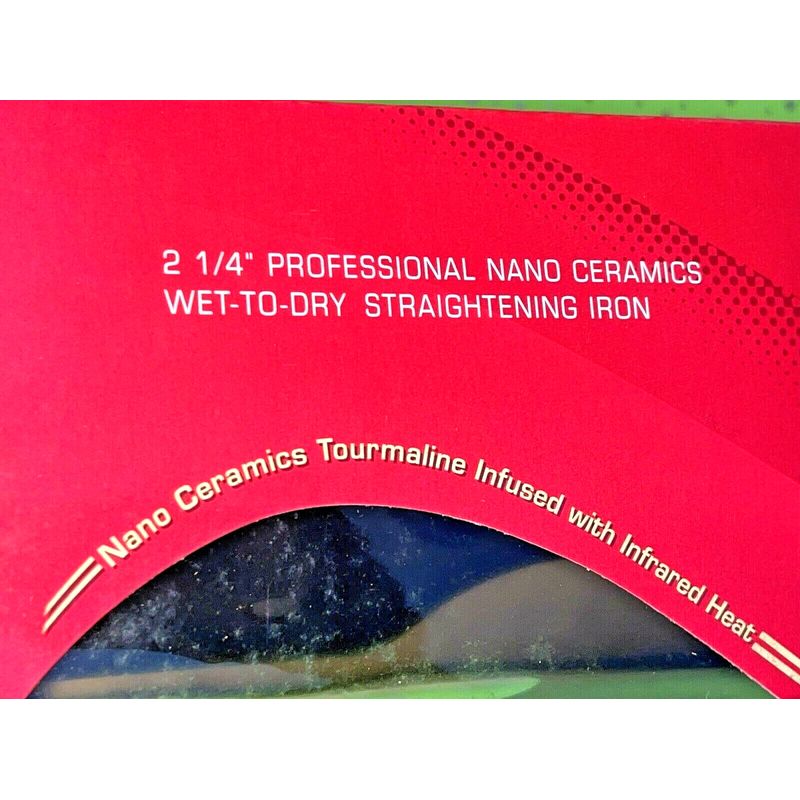 2 1/4" PROFESSIONAL NANO CERAMICS
WET-TO-DRY STRAIGHTENING IRON
Nano Ceramics Tourmaline Infused with Infrared Heat